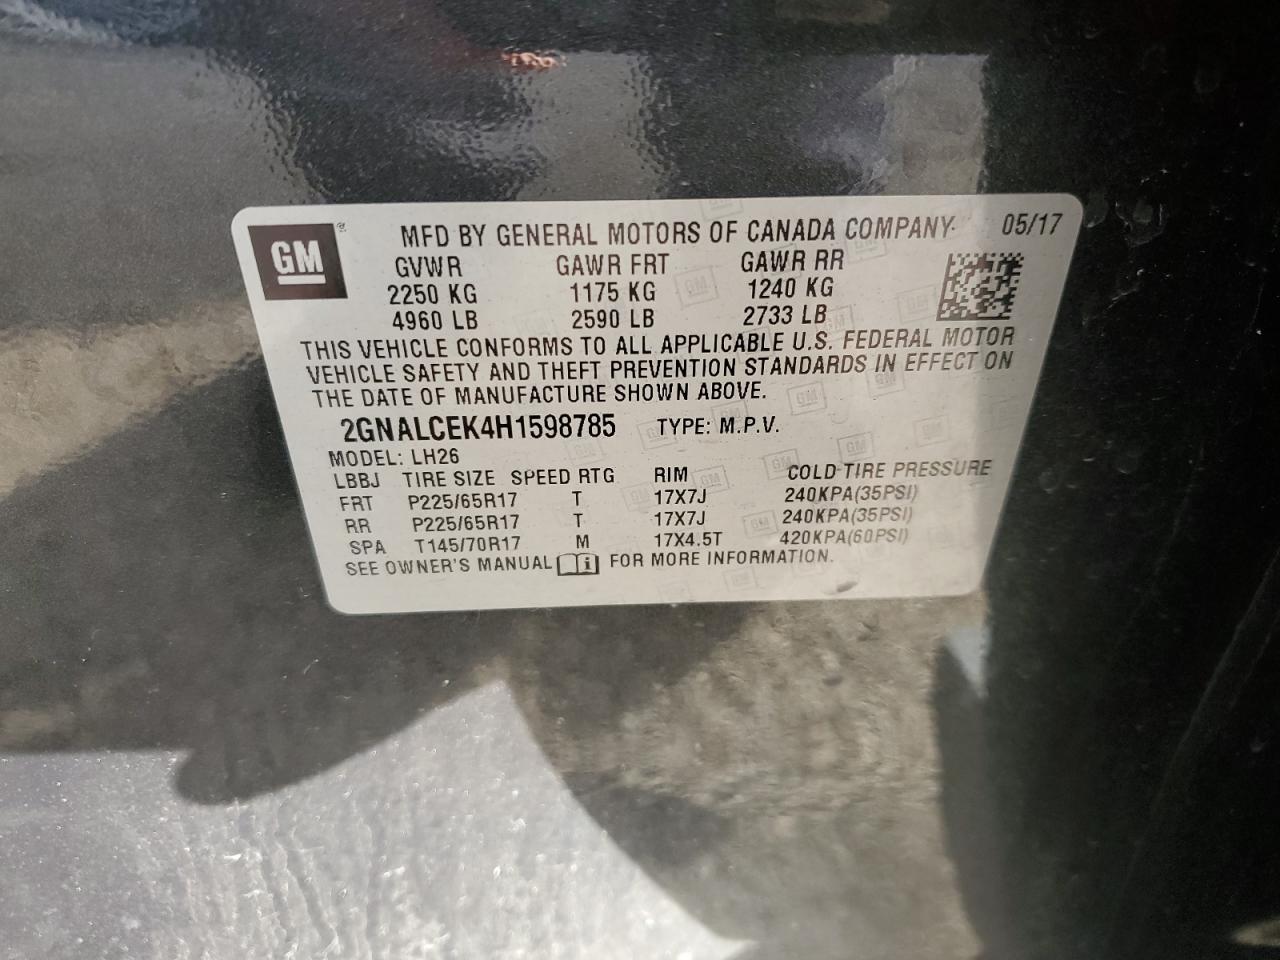 GM ® MFD BY GENERAL MOTORS OF CANADA COMPANY 05/17
GVWR GAWR FRT GAWR RR
2250 KG 1175 KG 1240 KG
4960 LB 2590 LB 2733 LB
THIS VEHICLE CONFORMS TO ALL APPLICABLE U.S. FEDERAL MOTOR
VEHICLE SAFETY AND THEFT PREVENTION STANDARDS IN EFFECT ON
THE DATE OF MANUFACTURE SHOWN ABOVE.
2GNALCEK4H1598785 TYPE: M.P.V.
MODEL: LH26
LBBJ TIRE SIZE SPEED RTG RIM COLD TIRE PRESSURE
FRT P225/65R17 T 17X7J 240KPA(35PSI)
RR P225/65R17 T 17X7J 240KPA(35PSI)
SPA T145/70R17 M 17X4.5T 420KPA(60PSI)
SEE OWNER'S MANUAL i FOR MORE INFORMATION.